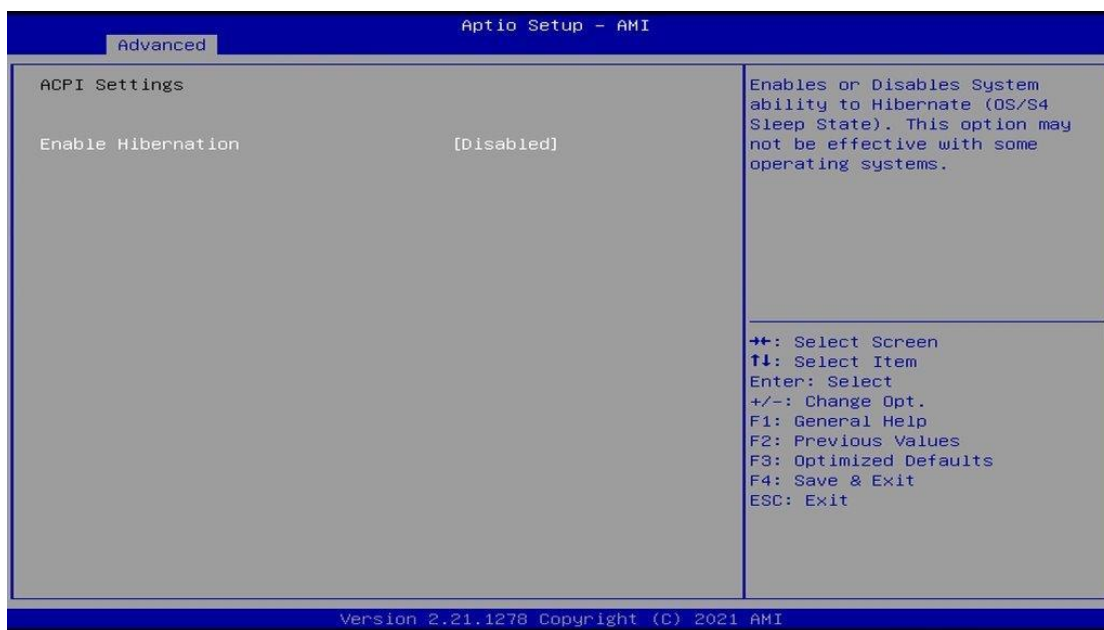 Aptio Setup – AMI
Advanced
ACPI Settings
Enable Hibernation [Disabled]
Enables or Disables System
ability to Hibernate (OS/S4
Sleep State). This option may
not be effective with some
operating systems.
→←: Select Screen
↑↓: Select Item
Enter: Select
+/-: Change Opt.
F1: General Help
F2: Previous Values
F3: Optimized Defaults
F4: Save & Exit
ESC: Exit
Version 2.21.1278 Copyright (C) 2021 AMI